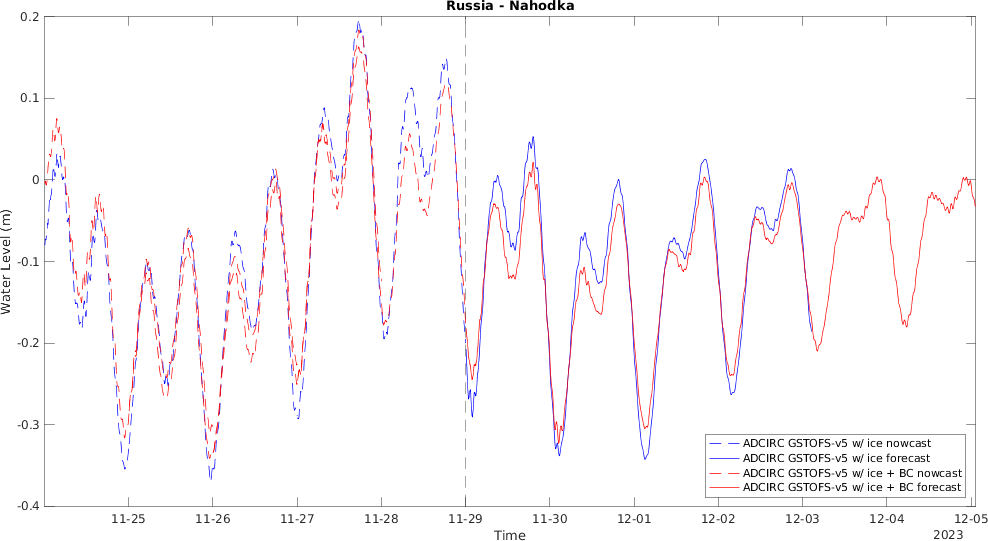 Russia - Nahodka
Water Level (m)
0.2
0.1
0
-0.1
-0.2
-0.3
-0.4
11-25 11-26 11-27 11-28 11-29 11-30 12-01 12-02 12-03 12-04 12-05
Time
2023
ADCIRC GSTOFS-v5 w/ ice nowcast
ADCIRC GSTOFS-v5 w/ ice forecast
ADCIRC GSTOFS-v5 w/ ice + BC nowcast
ADCIRC GSTOFS-v5 w/ ice + BC forecast